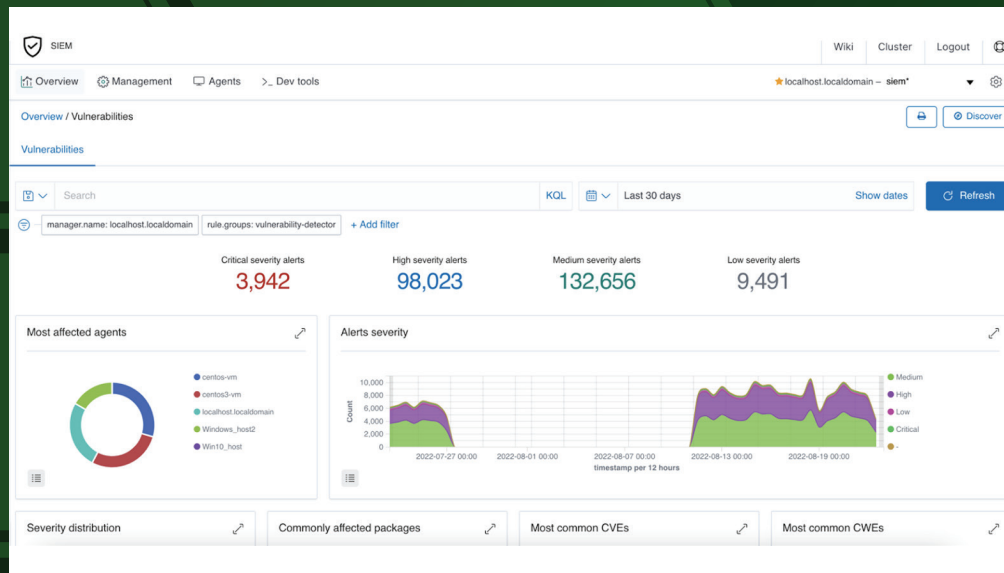 SIEM
Wiki Cluster Logout
Overview Management Agents >_ Dev tools localhost.localdomain – siem*
Overview / Vulnerabilities Discover
Vulnerabilities
Search KQL Last 30 days Show dates Refresh
manager.name: localhost.localdomain rule.groups: vulnerability-detector + Add filter
Critical severity alerts High severity alerts Medium severity alerts Low severity alerts
3,942 98,023 132,656 9,491
Most affected agents
centos-vm
centos3-vm
localhost.localdomain
Windows_host2
Win10_host
Alerts severity
Count
10,000
8,000
6,000
4,000
2,000
0
2022-07-27 00:00 2022-08-01 00:00 2022-08-07 00:00 2022-08-13 00:00 2022-08-19 00:00
timestamp per 12 hours
Medium
High
Low
Critical
-
Severity distribution Commonly affected packages Most common CVEs Most common CWEs